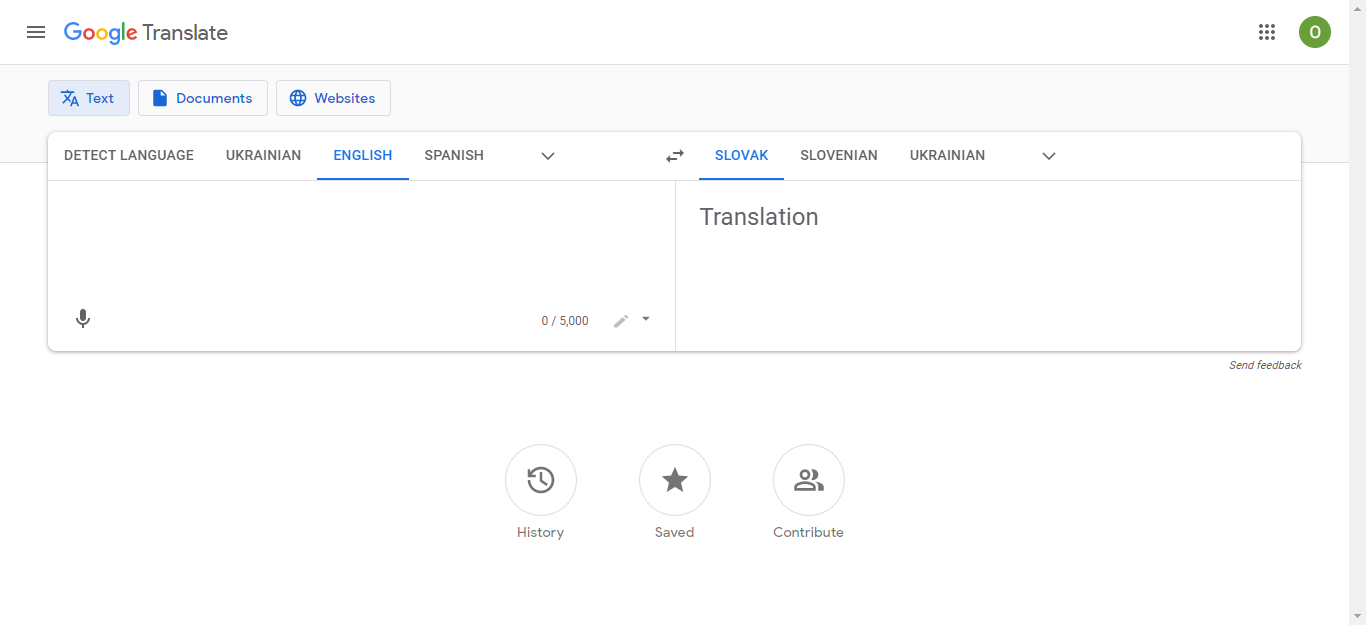 Google Translate
O
Text
Documents
Websites
DETECT LANGUAGE
UKRAINIAN
ENGLISH
SPANISH
SLOVAK
SLOVENIAN
UKRAINIAN
Translation
0 / 5,000
Send feedback
History
Saved
Contribute